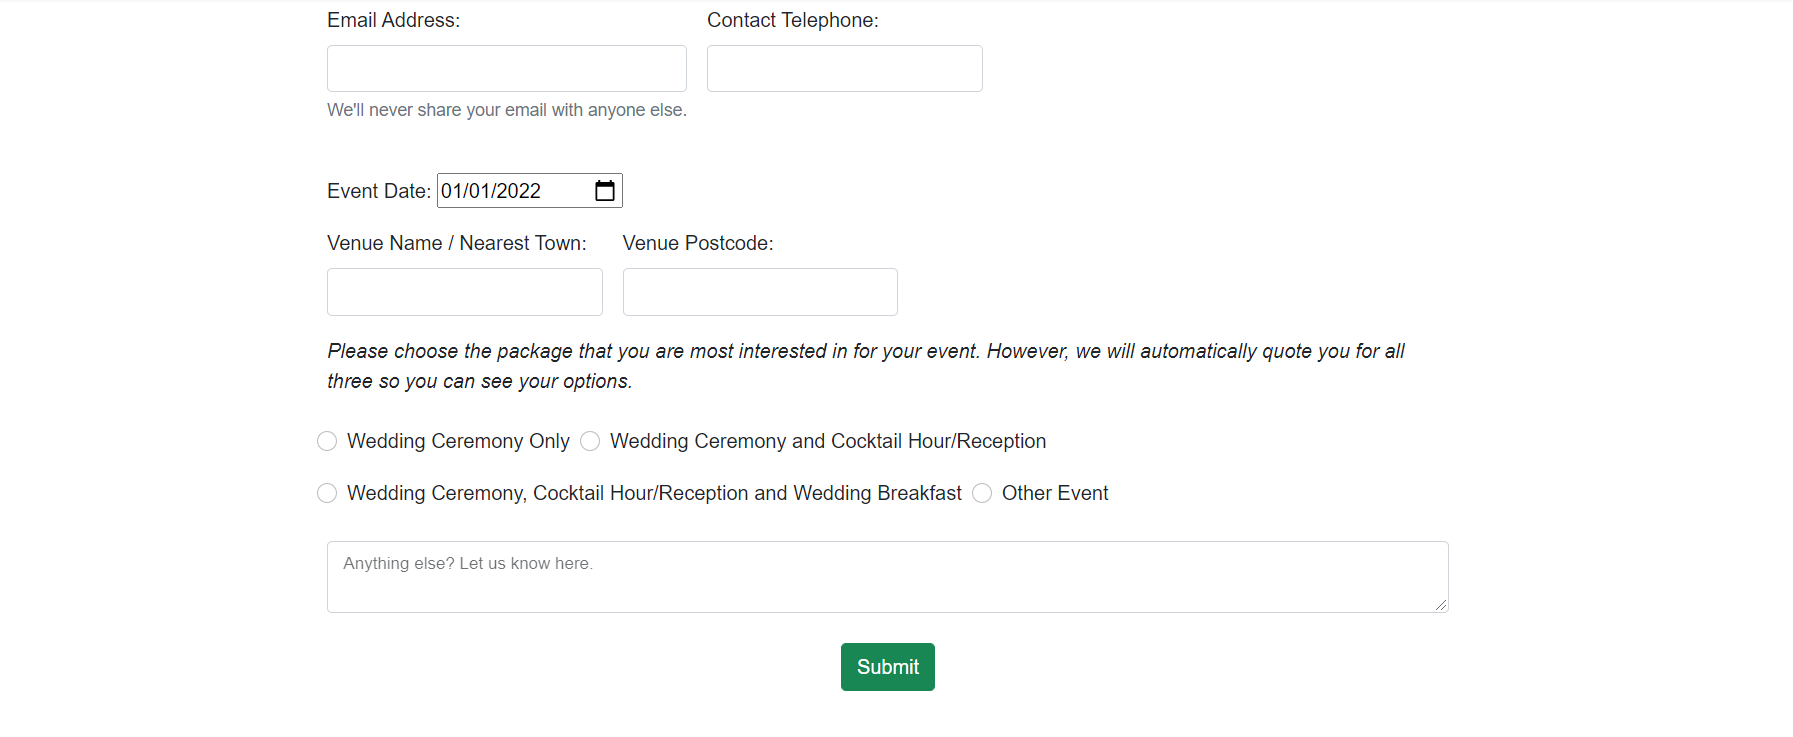 Email Address: Contact Telephone:
We'll never share your email with anyone else.
Event Date: 01/01/2022
Venue Name / Nearest Town: Venue Postcode:
Please choose the package that you are most interested in for your event. However, we will automatically quote you for all
three so you can see your options.
Wedding Ceremony Only Wedding Ceremony and Cocktail Hour/Reception
Wedding Ceremony, Cocktail Hour/Reception and Wedding Breakfast Other Event
Anything else? Let us know here.
Submit